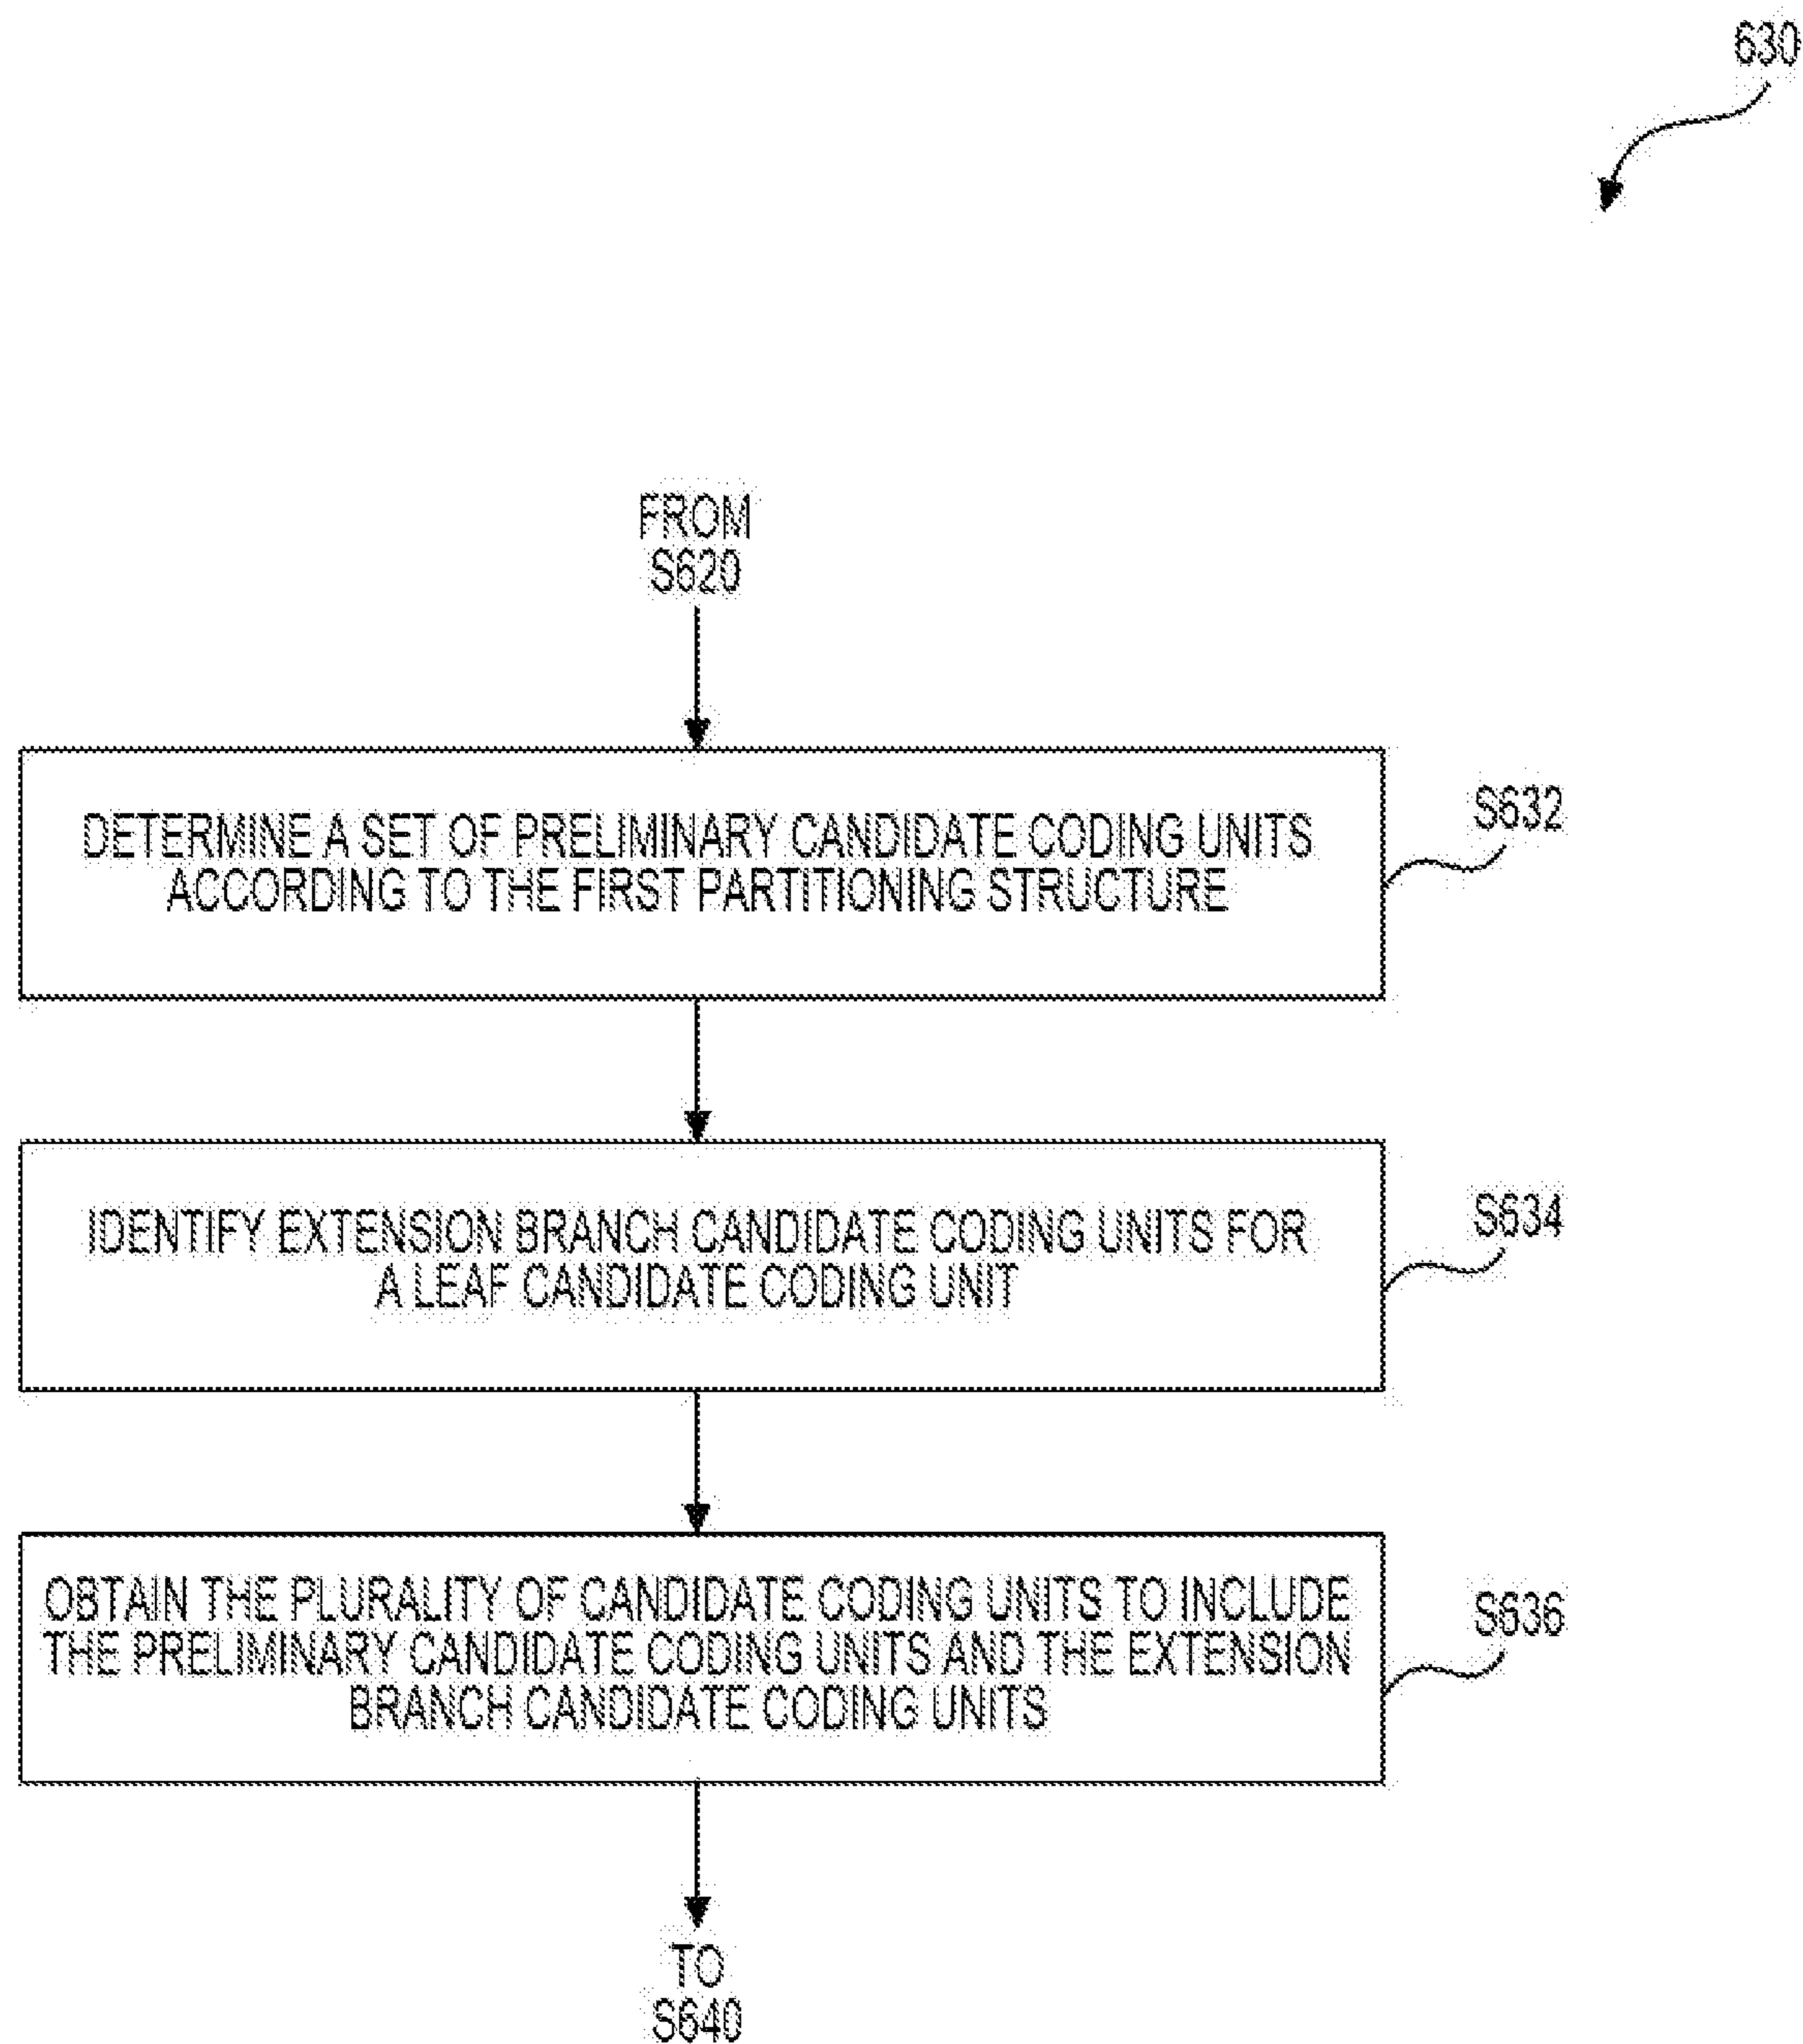 630
FROM
S620
DETERMINE A SET OF PRELIMINARY CANDIDATE CODING UNITS
ACCORDING TO THE FIRST PARTITIONING STRUCTURE
S632
IDENTIFY EXTENSION BRANCH CANDIDATE CODING UNITS FOR
A LEAF CANDIDATE CODING UNIT
S634
OBTAIN THE PLURALITY OF CANDIDATE CODING UNITS TO INCLUDE
THE PRELIMINARY CANDIDATE CODING UNITS AND THE EXTENSION
BRANCH CANDIDATE CODING UNITS
S636
TO
S640